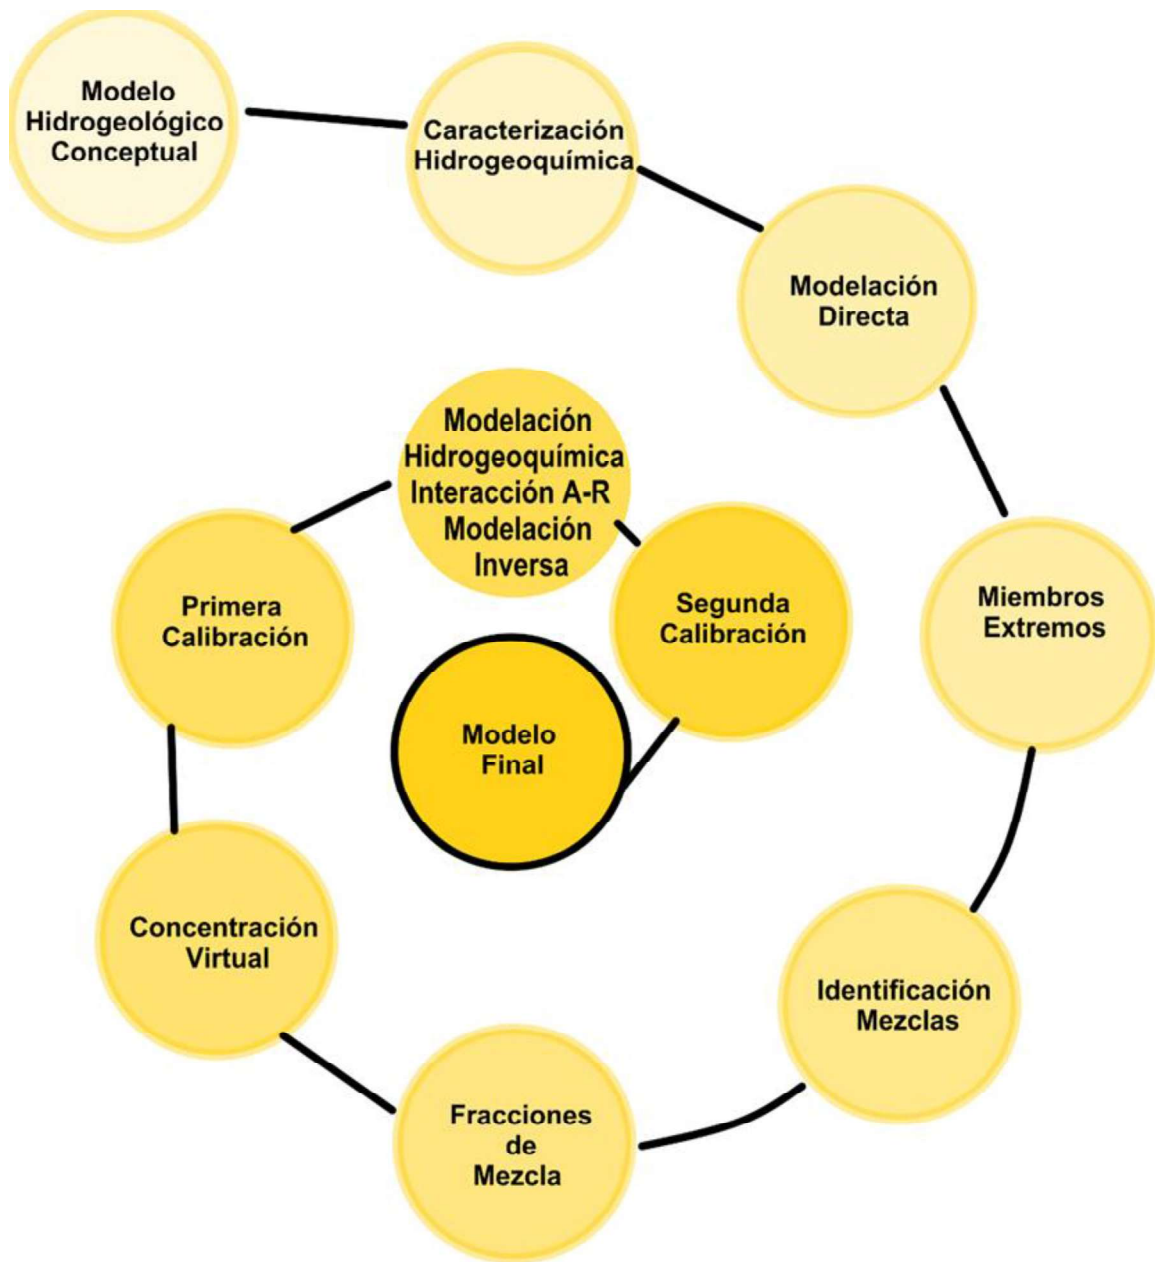 Modelo
Hidrogeológico
Conceptual
Caracterización
Hidrogeoquímica
Modelación
Directa
Miembros
Extremos
Identificación
Mezclas
Fracciones
de
Mezcla
Concentración
Virtual
Primera
Calibración
Modelación
Hidrogeoquímica
Interacción A-R
Modelación
Inversa
Segunda
Calibración
Modelo
Final